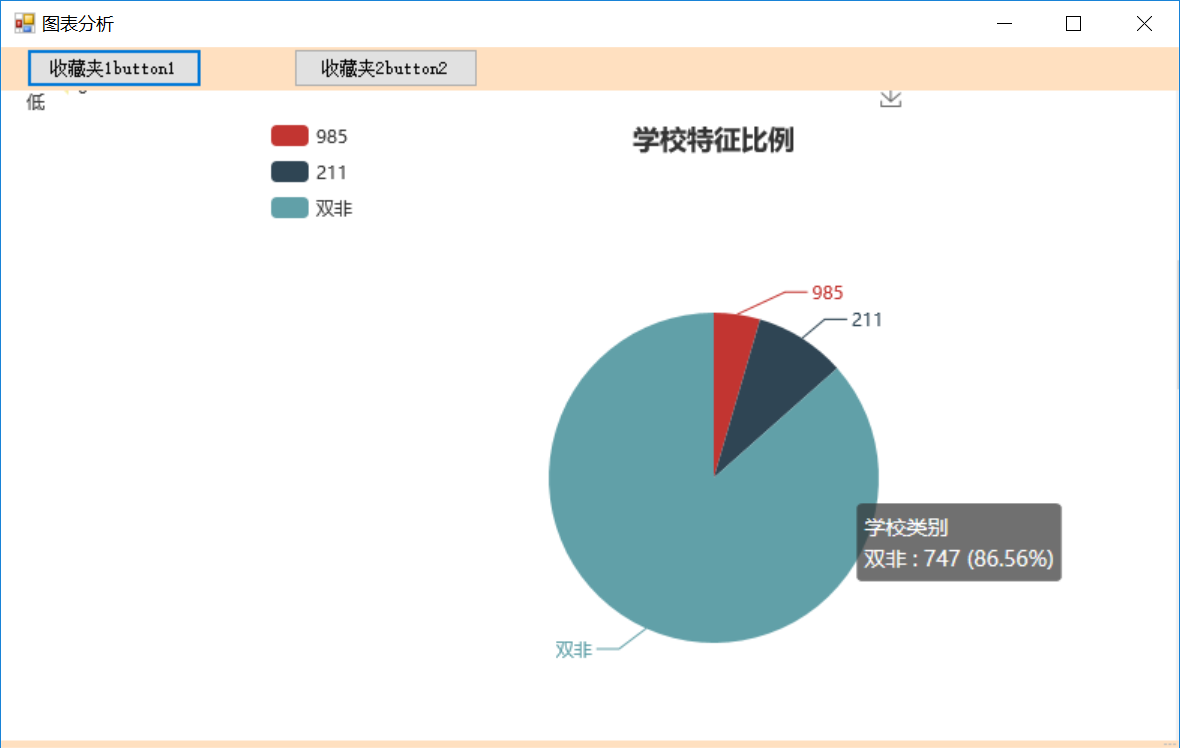 图表分析
收藏夹1button1 收藏夹2button2
低
985
211
双非
学校特征比例
985
211
学校类别
双非 : 747 (86.56%)
双非